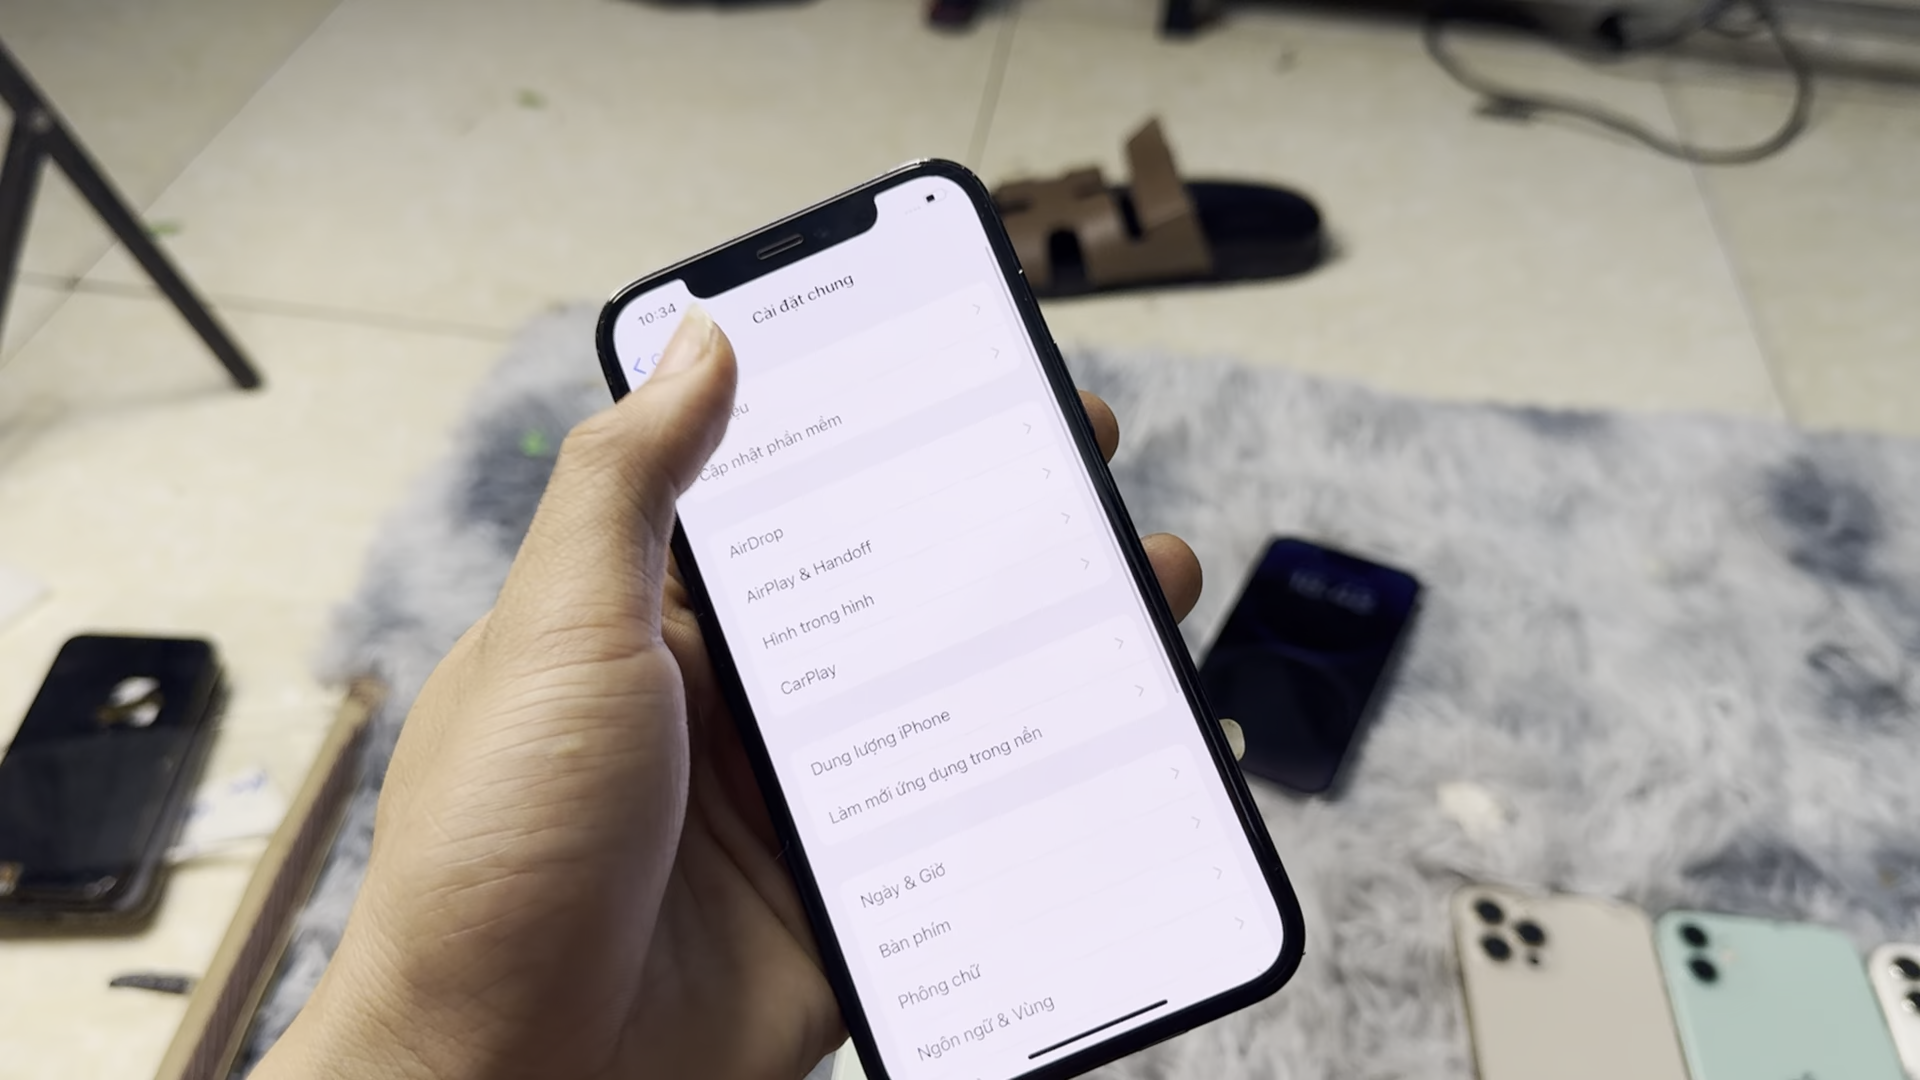 10:34
Cài đặt chung
Cập nhật phần mềm
AirDrop
AirPlay & Handoff
Hình trong hình
CarPlay
Dung lượng iPhone
Làm mới ứng dụng trong nền
Ngày & Giờ
Bàn phím
Phông chữ
Ngôn ngữ & Vùng